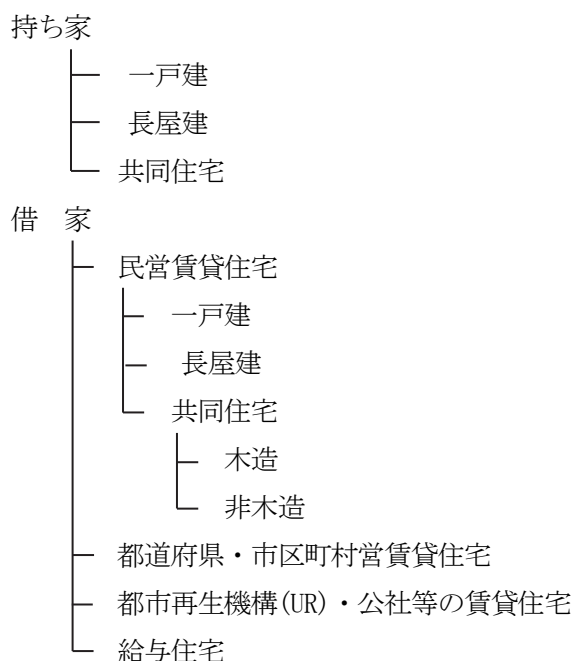 持ち家
一戸建
長屋建
共同住宅
借　家
民営賃貸住宅
一戸建
長屋建
共同住宅
木造
非木造
都道府県・市区町村営賃貸住宅
都市再生機構(UR)・公社等の賃貸住宅
給与住宅